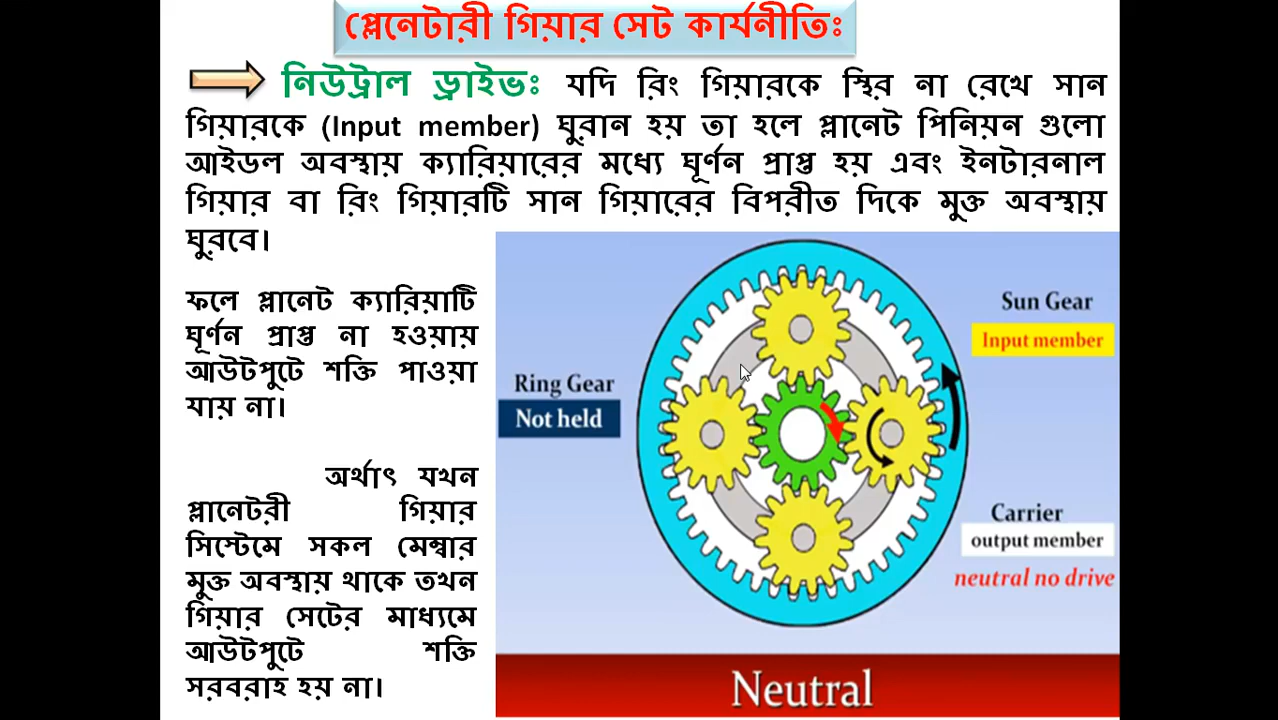 প্লেনেটারী গিয়ার সেট কার্যনীতিঃ
নিউট্রাল ড্রাইভঃ যদি রিং গিয়ারকে স্থির না রেখে সান
গিয়ারকে (Input member) ঘুরান হয় তা হলে প্লানেট পিনিয়ন গুলো
আইডল অবস্থায় ক্যারিয়ারের মধ্যে ঘূর্ণন প্রাপ্ত হয় এবং ইনটারনাল
গিয়ার বা রিং গিয়ারটি সান গিয়ারের বিপরীত দিকে মুক্ত অবস্থায়
ঘুরবে।
ফলে প্লানেট ক্যারিয়াটি
ঘূর্ণন প্রাপ্ত না হওয়ায়
আউটপুটে শক্তি পাওয়া
যায় না।
অর্থাৎ যখন
প্লানেটরী গিয়ার
সিস্টেমে সকল মেম্বার
মুক্ত অবস্থায় থাকে তখন
গিয়ার সেটের মাধ্যমে
আউটপুটে শক্তি
সরবরাহ হয় না।
Ring Gear
Not held
Sun Gear
Input member
Carrier
output member
neutral no drive
Neutral